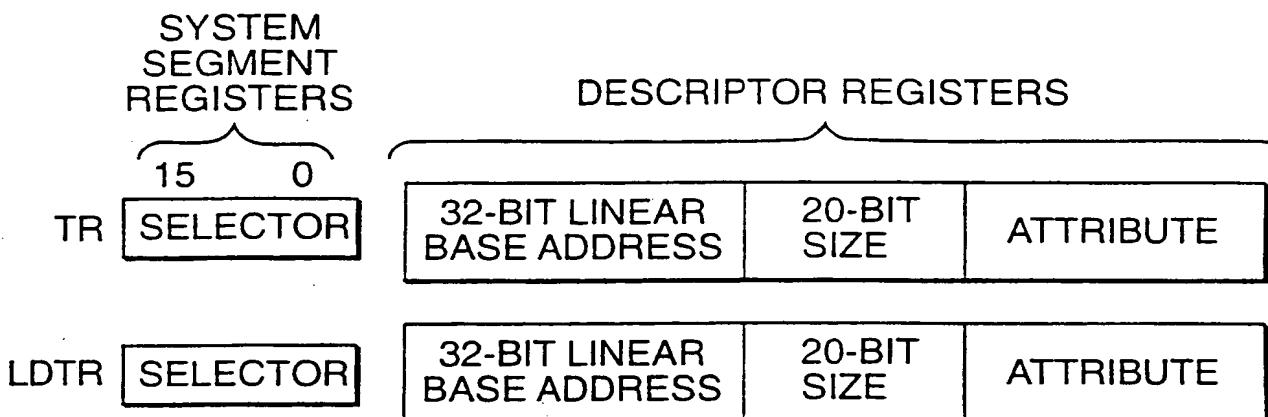 SYSTEM
SEGMENT
REGISTERS
DESCRIPTOR REGISTERS
15 0
TR SELECTOR 32-BIT LINEAR BASE ADDRESS 20-BIT SIZE ATTRIBUTE
LDTR SELECTOR 32-BIT LINEAR BASE ADDRESS 20-BIT SIZE ATTRIBUTE